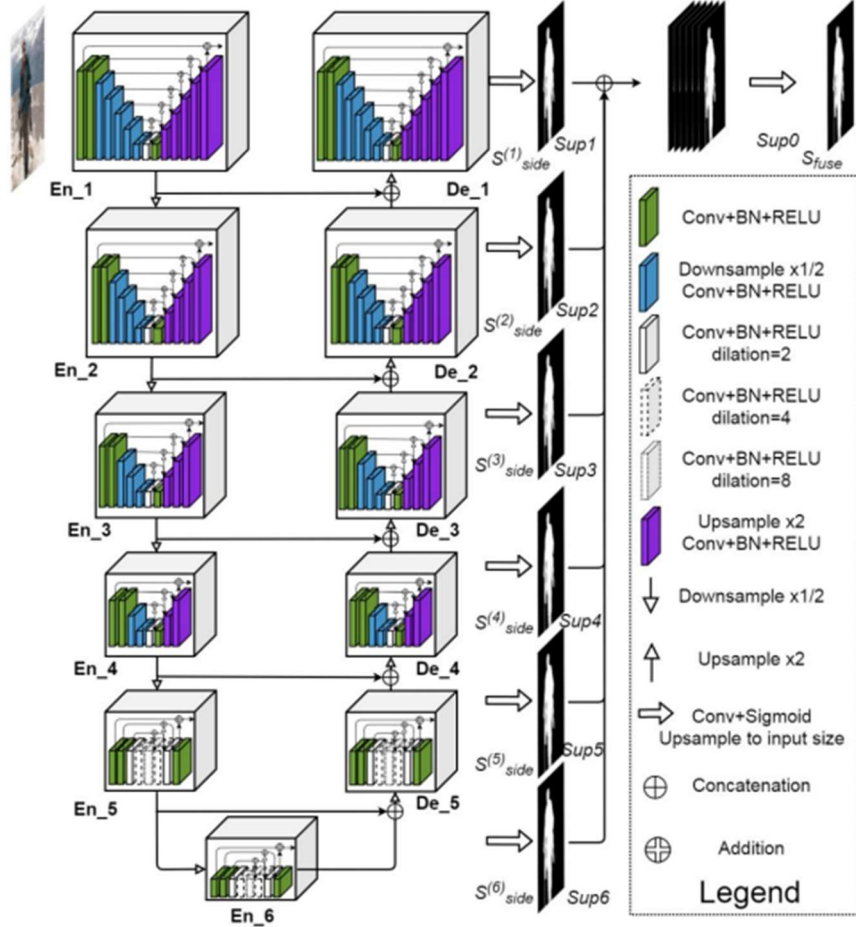 En_1
De_1
S(1)side
Sup1
Sup0
Sfuse
En_2
De_2
S(2)side
Sup2
En_3
De_3
S(3)side
Sup3
En_4
De_4
S(4)side
Sup4
En_5
De_5
S(5)side
Sup5
En_6
S(6)side
Sup6
Conv+BN+RELU
Downsample x1/2
Conv+BN+RELU
Conv+BN+RELU
dilation=2
Conv+BN+RELU
dilation=4
Conv+BN+RELU
dilation=8
Upsample x2
Conv+BN+RELU
Downsample x1/2
Upsample x2
Conv+Sigmoid
Upsample to input size
Concatenation
Addition
Legend